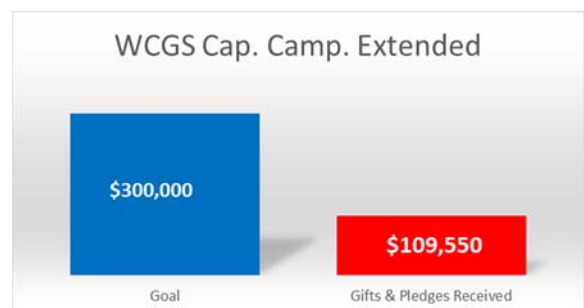 WCGS Cap. Camp. Extended
$300,000
$109,550
Goal
Gifts & Pledges Received